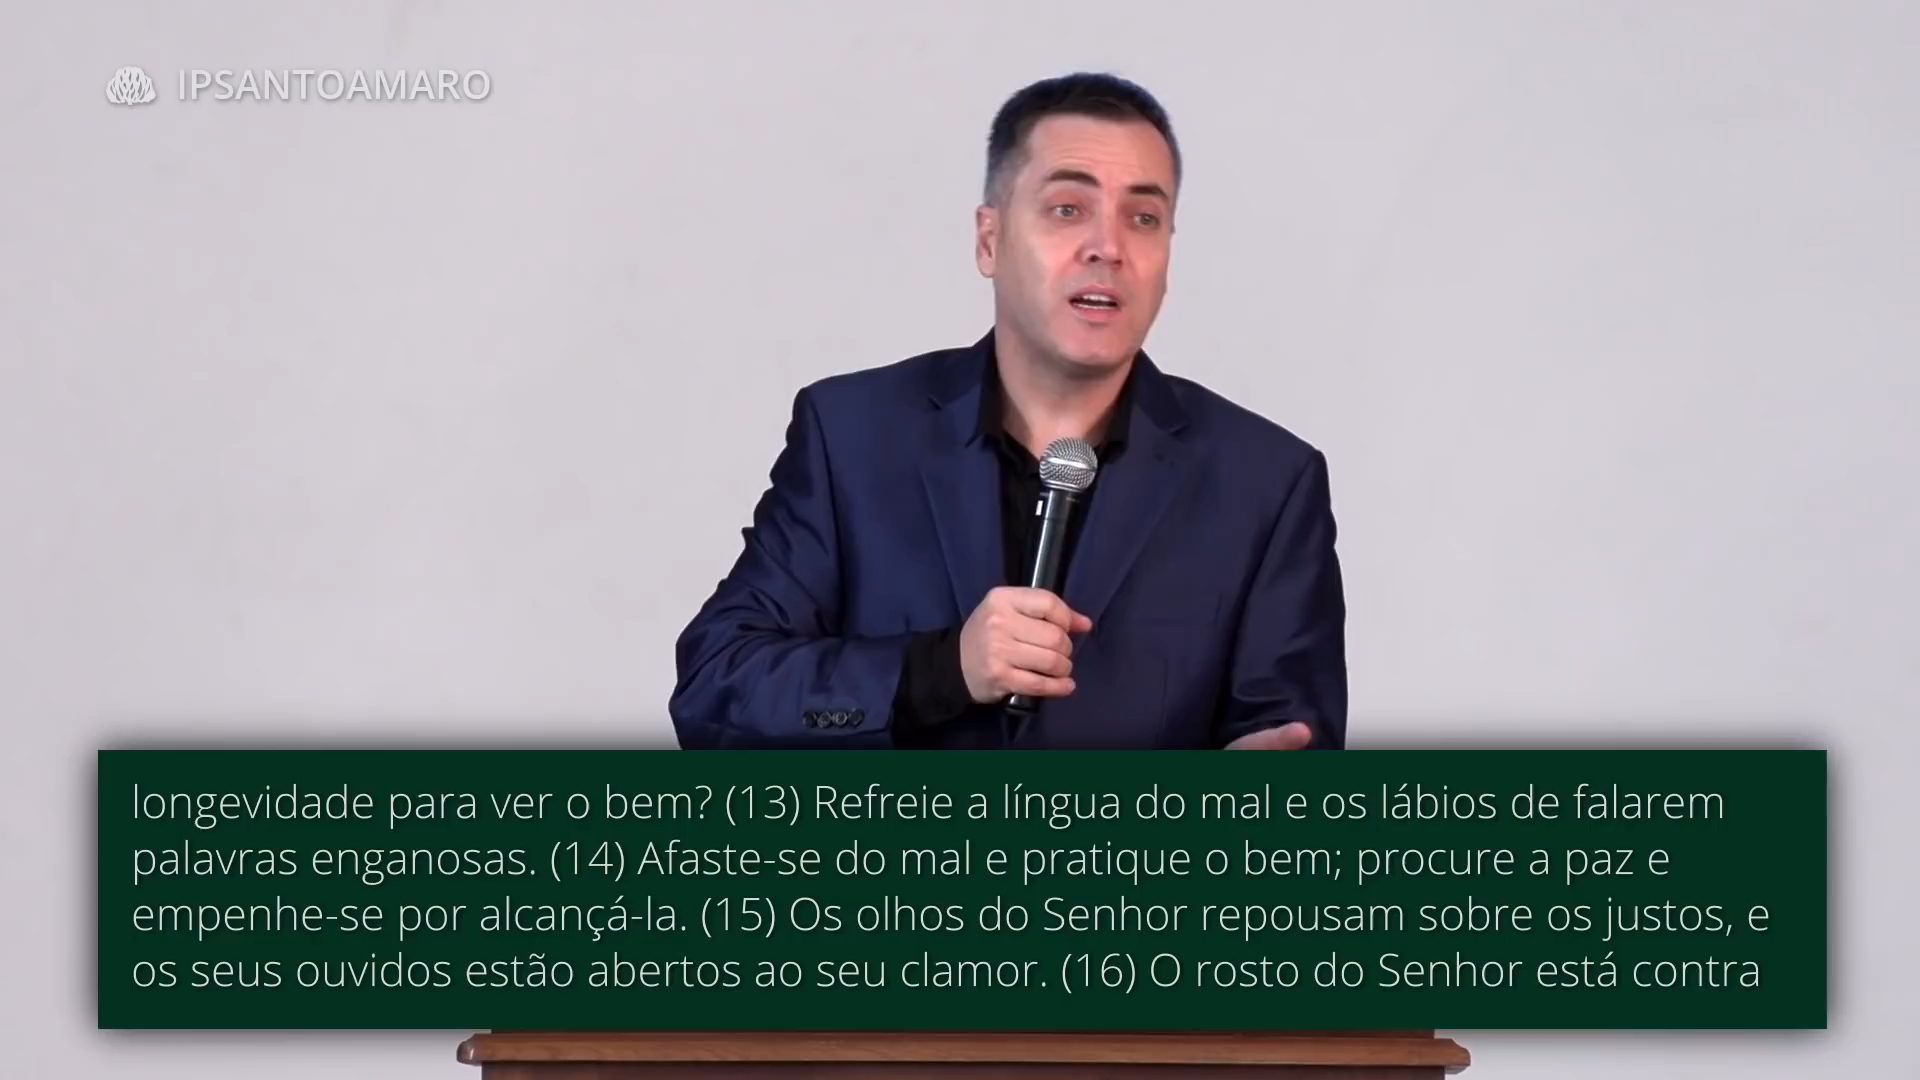 IPSANTOAMARO
longevidade para ver o bem? (13) Refreie a língua do mal e os lábios de falarem
palavras enganosas. (14) Afaste-se do mal e pratique o bem; procure a paz e
empenhe-se por alcançá-la. (15) Os olhos do Senhor repousam sobre os justos, e
os seus ouvidos estão abertos ao seu clamor. (16) O rosto do Senhor está contra